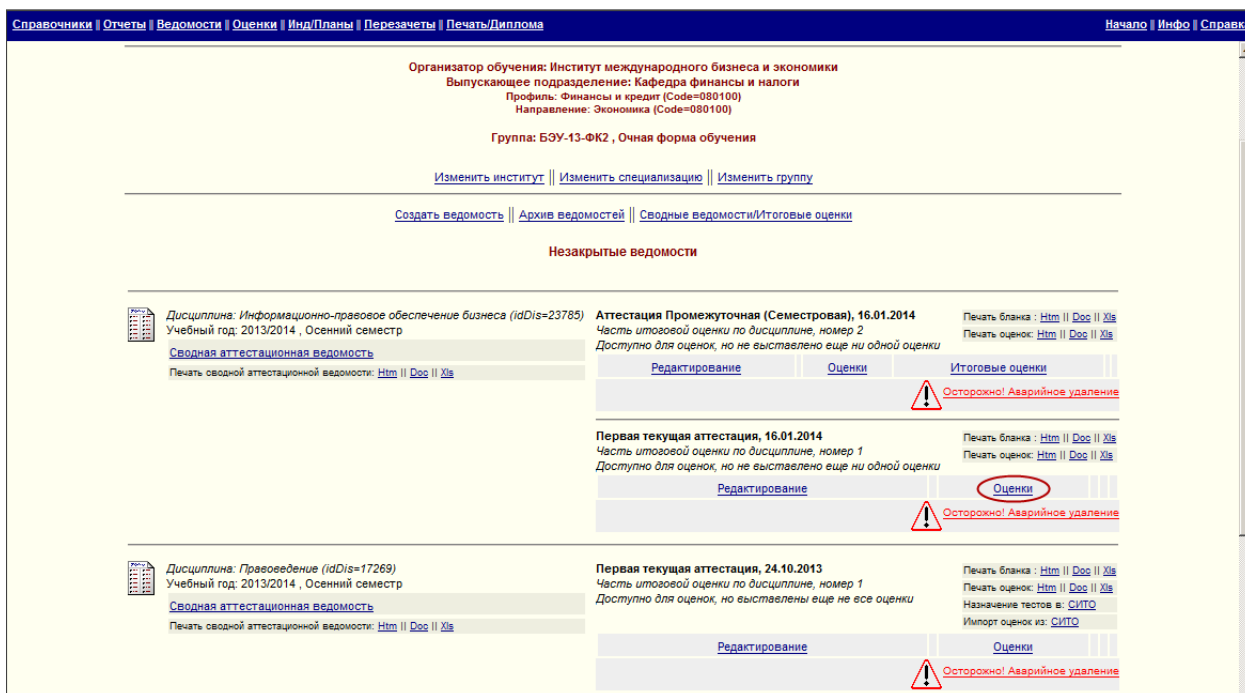 Справочники || Отчеты || Ведомости || Оценки || Инд/Планы || Перезачеты || Печать/Диплома
Начало || Инфо || Справк
Организатор обучения: Институт международного бизнеса и экономики
Выпускающее подразделение: Кафедра финансы и налоги
Профиль: Финансы и кредит (Code=080100)
Направление: Экономика (Code=080100)
Группа: БЭУ-13-ФК2 , Очная форма обучения
Изменить институт || Изменить специализацию || Изменить группу
Создать ведомость || Архив ведомостей || Сводные ведомости/Итоговые оценки
Незакрытые ведомости
Дисциплина: Информационно-правовое обеспечение бизнеса (idDis=23785)
Учебный год: 2013/2014 , Осенний семестр
Сводная аттестационная ведомость
Печать сводной аттестационной ведомости: Htm || Doc || Xls
Аттестация Промежуточная (Семестровая), 16.01.2014
Часть итоговой оценки по дисциплине, номер 2
Доступно для оценок, но не выставлено еще ни одной оценки
Печать бланка : Htm || Doc || Xls
Печать оценок: Htm || Doc || Xls
Редактирование Оценки Итоговые оценки
Осторожно! Аварийное удаление
Первая текущая аттестация, 16.01.2014
Часть итоговой оценки по дисциплине, номер 1
Доступно для оценок, но не выставлено еще ни одной оценки
Печать бланка : Htm || Doc || Xls
Печать оценок: Htm || Doc || Xls
Редактирование Оценки
Осторожно! Аварийное удаление
Дисциплина: Правоведение (idDis=17269)
Учебный год: 2013/2014 , Осенний семестр
Сводная аттестационная ведомость
Печать сводной аттестационной ведомости: Htm || Doc || Xls
Первая текущая аттестация, 24.10.2013
Часть итоговой оценки по дисциплине, номер 1
Доступно для оценок, но выставлены еще не все оценки
Печать бланка : Htm || Doc || Xls
Печать оценок: Htm || Doc || Xls
Назначение тестов в: СИТО
Импорт оценок из: СИТО
Редактирование Оценки
Осторожно! Аварийное удаление